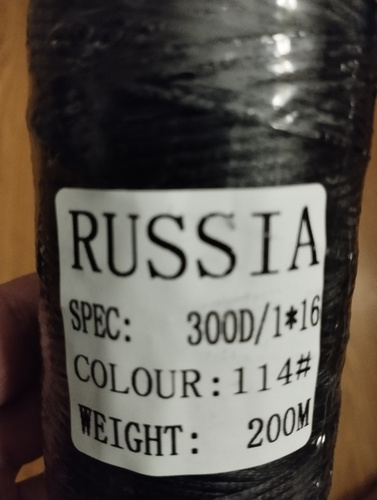 RUSSIA
SPEC: 300D/1*16
COLOUR:114#
WEIGHT: 200M